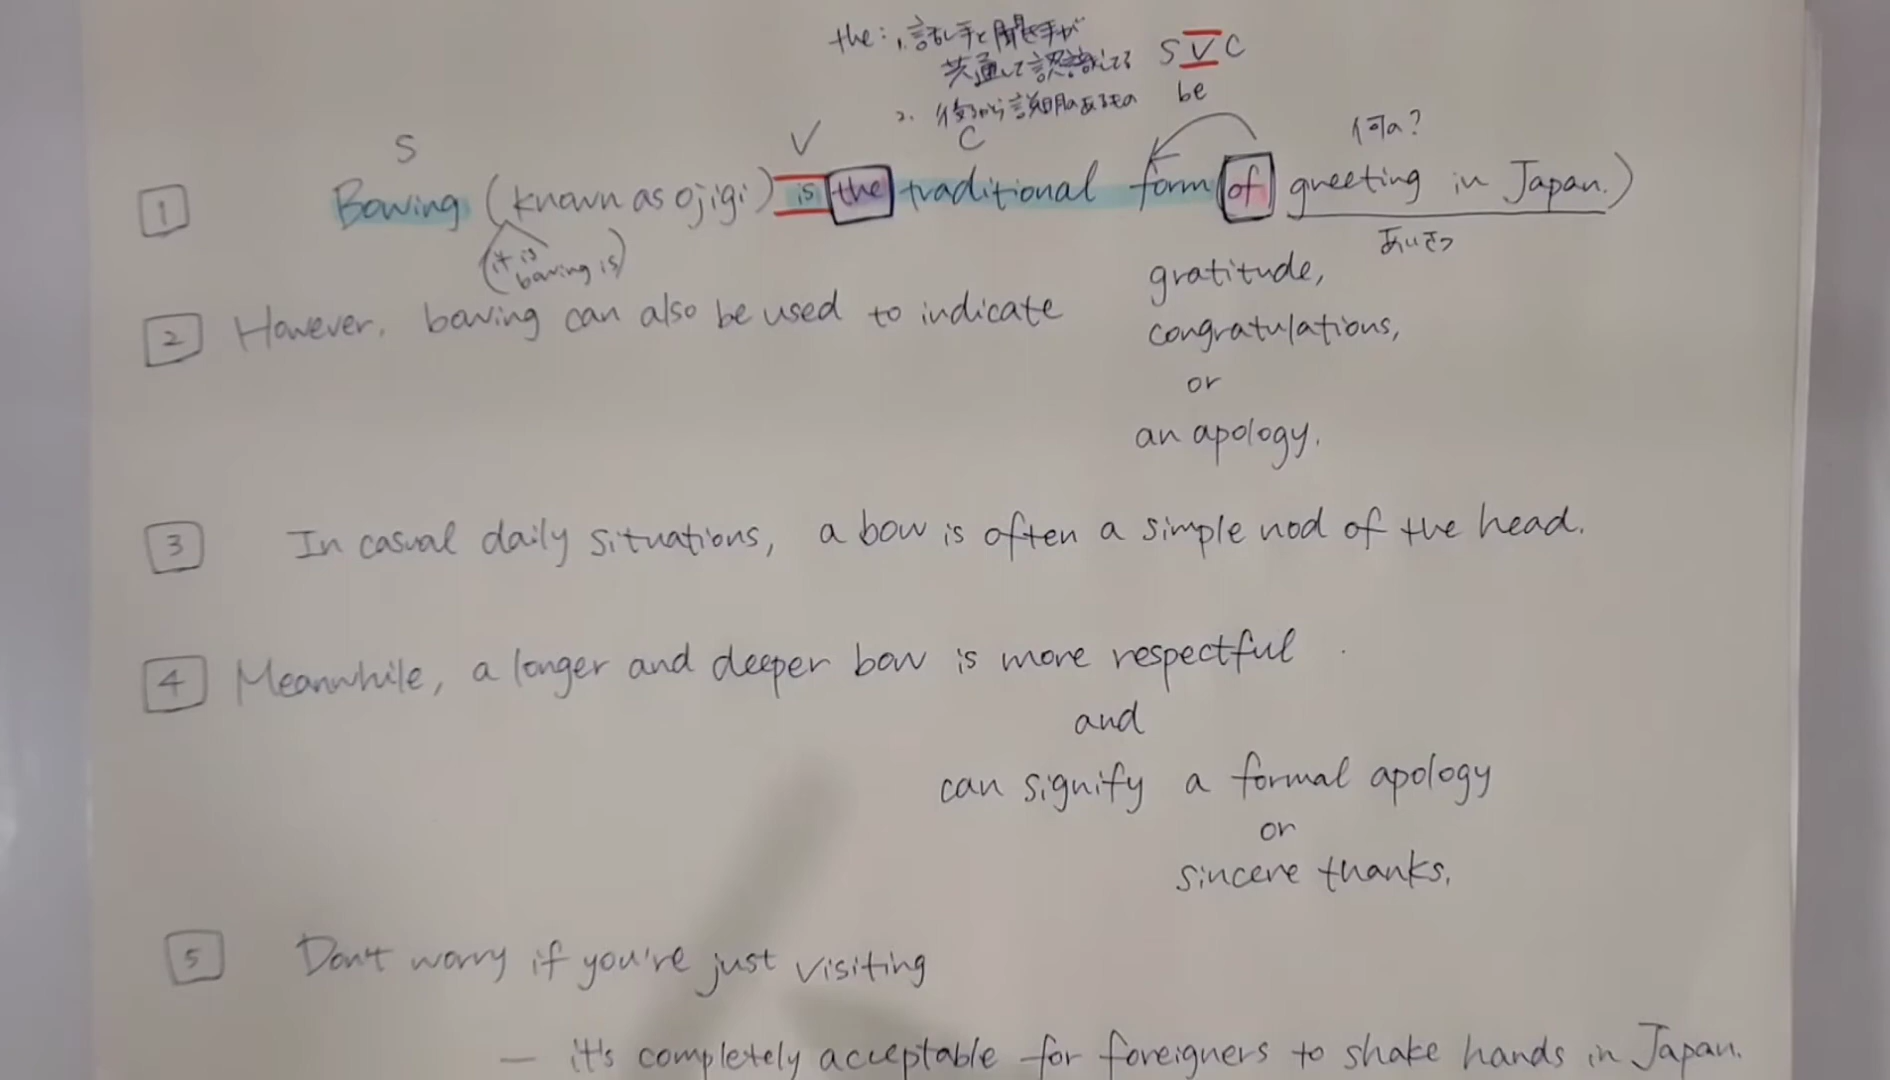 the: 1. 話し手と聞き手が
共通して認識してる
S V C
2. 後ろから説明のあるもの
be
S
V
C
何の?
1 Bowing (known as ojigi) is the traditional form of greeting in Japan.)
あいさつ
(it is
bowing is)
gratitude,
2 However, bowing can also be used to indicate
congratulations,
or
an apology.
3 In casual daily situations, a bow is often a simple nod of the head.
4 Meanwhile, a longer and deeper bow is more respectful
and
can signify a formal apology
or
sincere thanks.
5 Don't worry if you're just visiting
— it's completely acceptable for foreigners to shake hands in Japan.